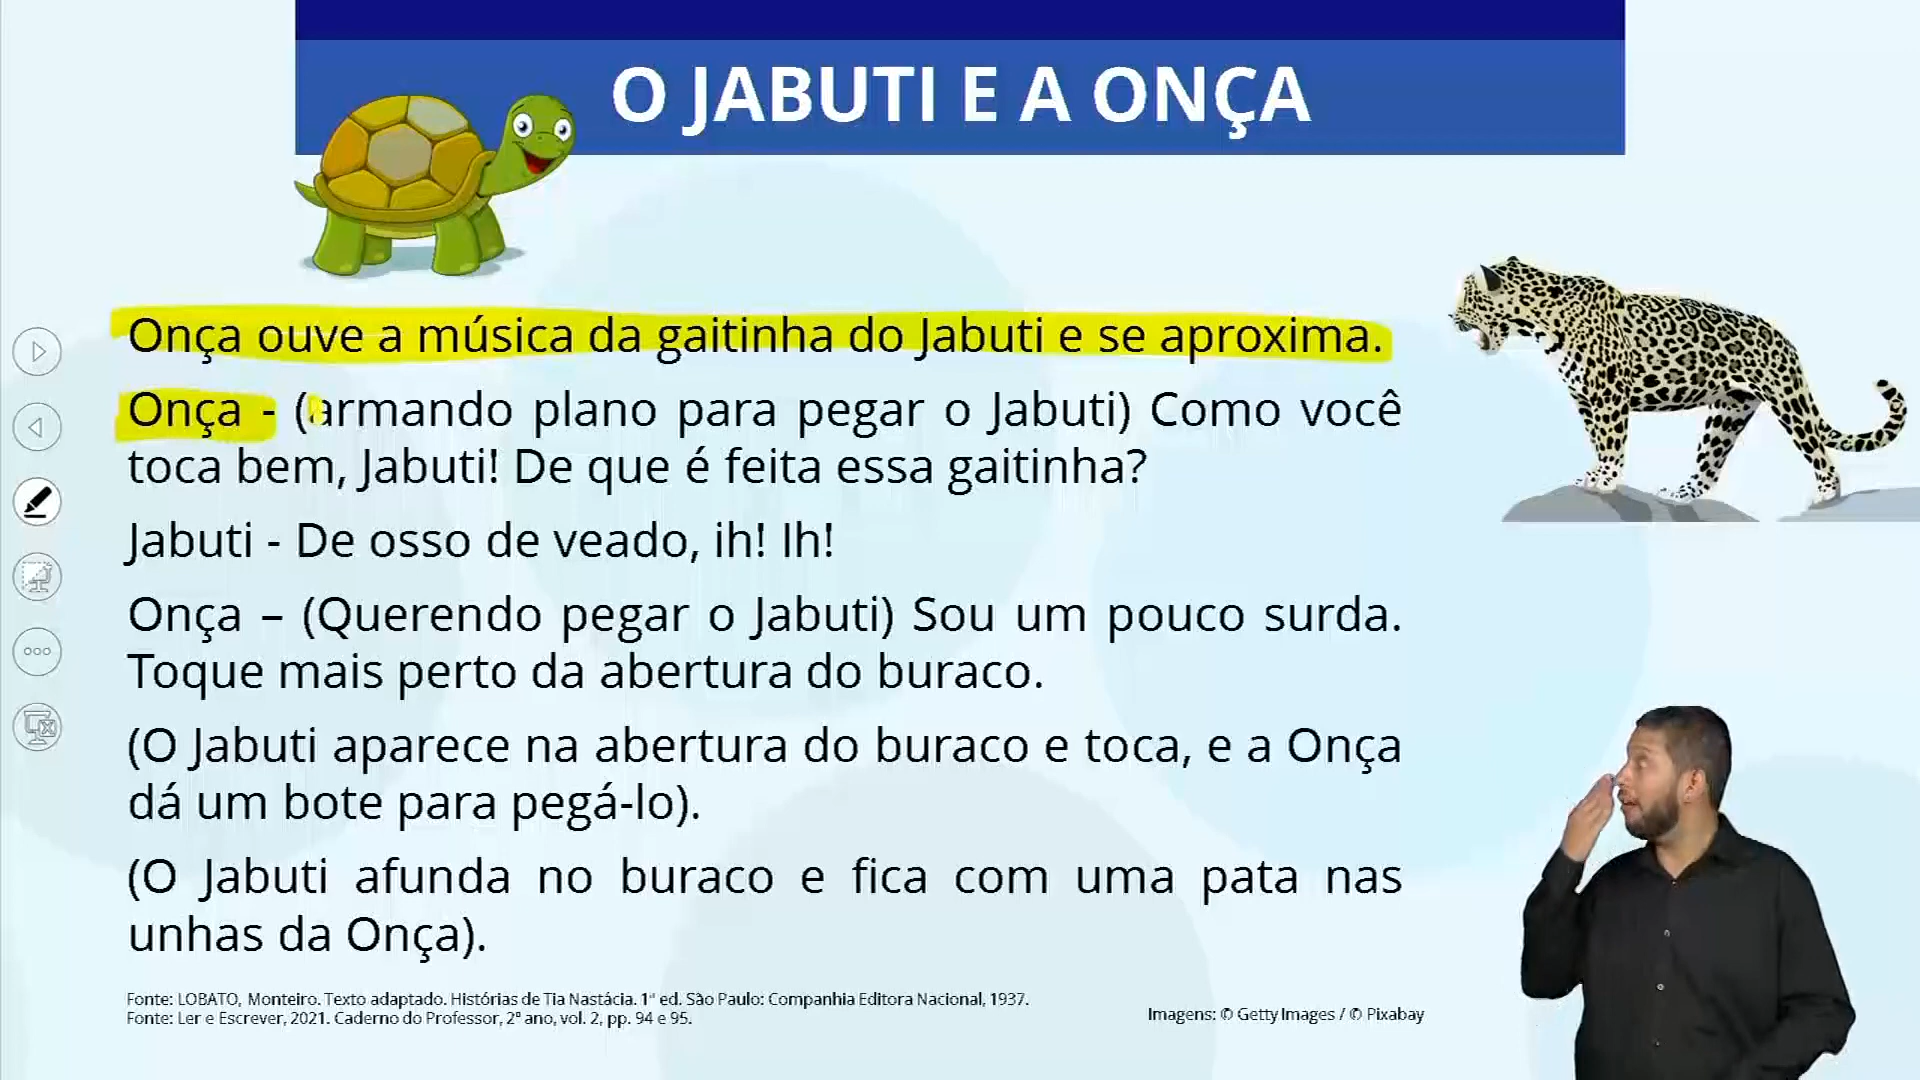 O JABUTI E A ONÇA
Onça ouve a música da gaitinha do Jabuti e se aproxima.
Onça - (armando plano para pegar o Jabuti) Como você
toca bem, Jabuti! De que é feita essa gaitinha?
Jabuti - De osso de veado, ih! Ih!
Onça – (Querendo pegar o Jabuti) Sou um pouco surda.
Toque mais perto da abertura do buraco.
(O Jabuti aparece na abertura do buraco e toca, e a Onça
dá um bote para pegá-lo).
(O Jabuti afunda no buraco e fica com uma pata nas
unhas da Onça).
Fonte: LOBATO, Monteiro. Texto adaptado. Histórias de Tia Nastácia. 1ª ed. São Paulo: Companhia Editora Nacional, 1937.
Fonte: Ler e Escrever, 2021. Caderno do Professor, 2º ano, vol. 2, pp. 94 e 95.
Imagens: © Getty Images / © Pixabay